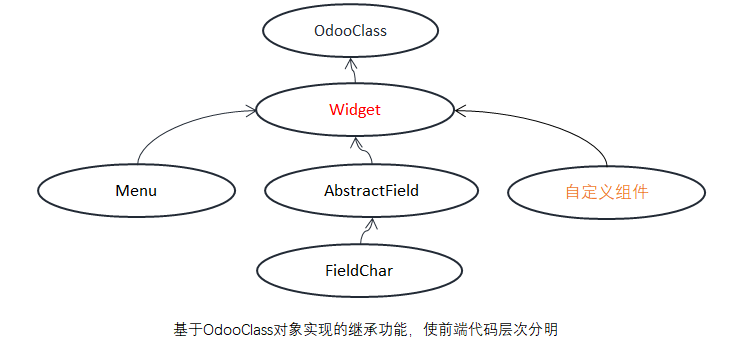 OdooClass
Widget
Menu
AbstractField
自定义组件
FieldChar
基于OdooClass对象实现的继承功能，使前端代码层次分明